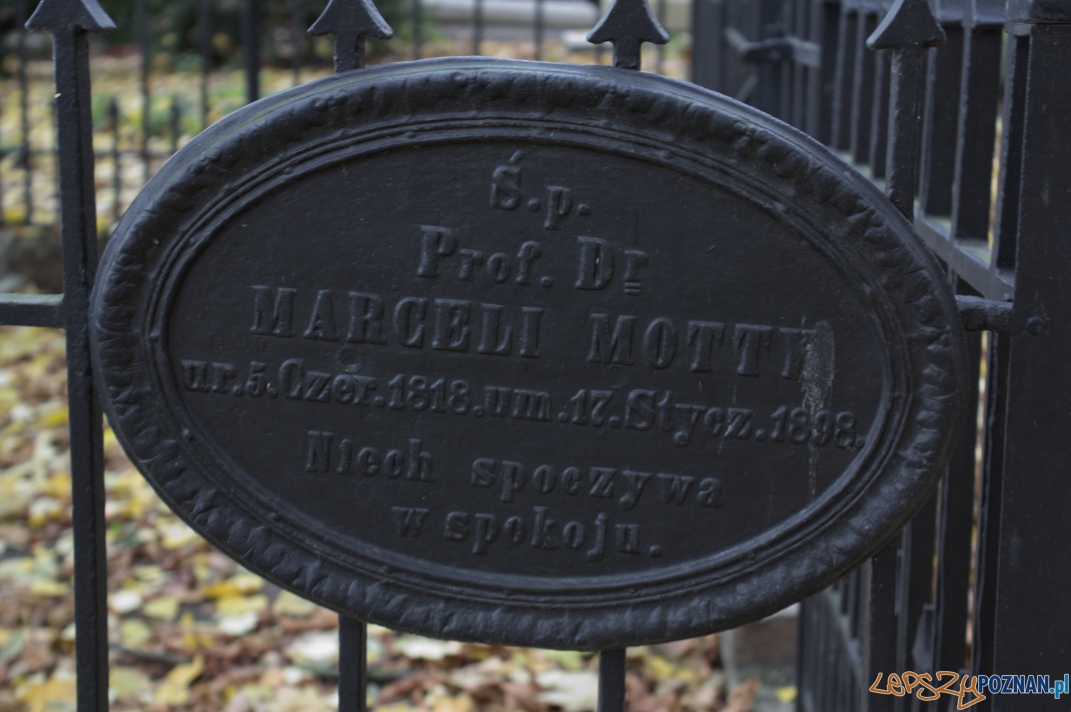 Ś.p.
Prof. Dr
MARCELI MOTTY
ur.5.Czer.1818.um.17.Stycz.1898.
Niech spoczywa
w spokoju.
LEPSZYPOZNAN.pl